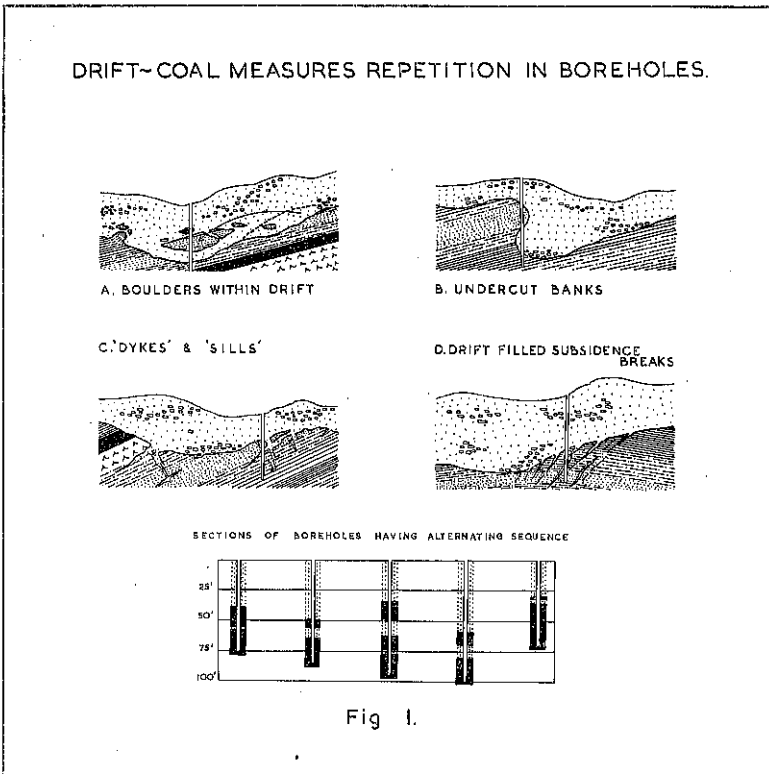 DRIFT~COAL MEASURES REPETITION IN BOREHOLES.
A. BOULDERS WITHIN DRIFT
B. UNDERCUT BANKS
C.'DYKES' & 'SILLS'
D.DRIFT FILLED SUBSIDENCE
BREAKS
SECTIONS OF BOREHOLES HAVING ALTERNATING SEQUENCE
25'
50'
75'
100'
Fig 1.